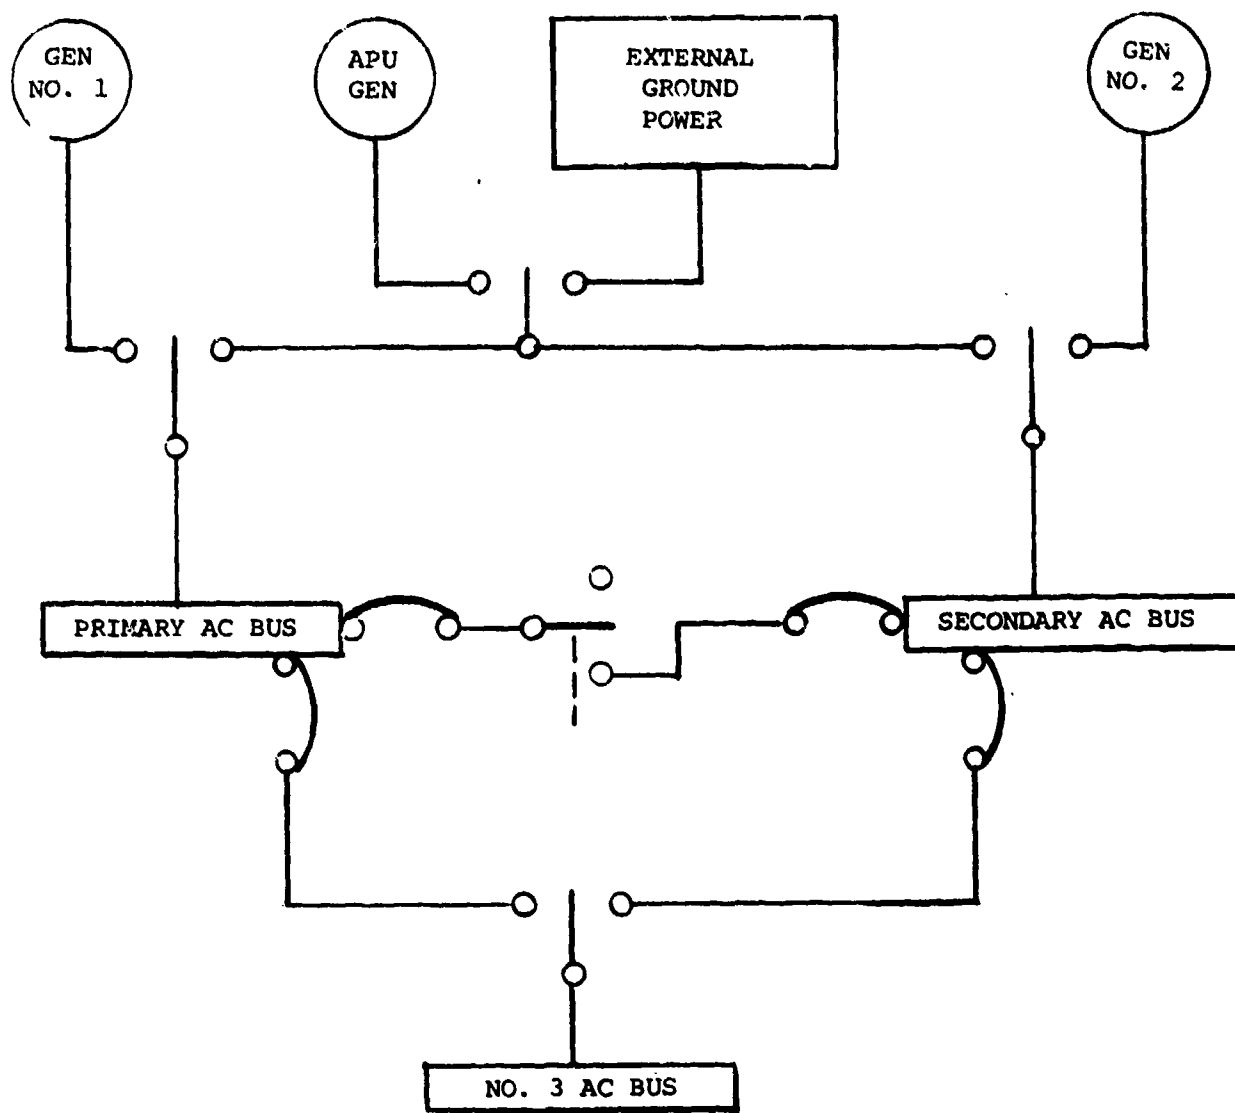 GEN
NO. 1
APU
GEN
EXTERNAL
GROUND
POWER
GEN
NO. 2
PRIMARY AC BUS
SECONDARY AC BUS
NO. 3 AC BUS